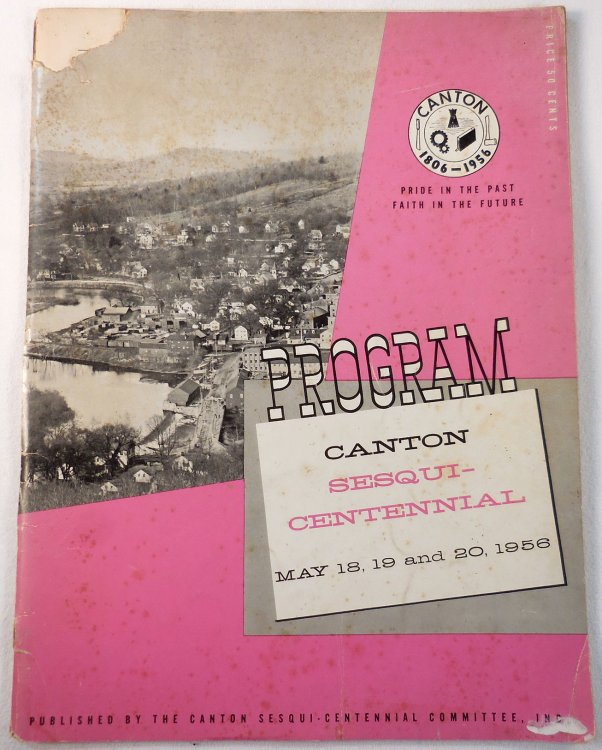 PRICE 50 CENTS
CANTON
1806-1956
PRIDE IN THE PAST
FAITH IN THE FUTURE
PROGRAM
CANTON
SESQUI-
CENTENNIAL
MAY 18, 19 and 20, 1956
PUBLISHED BY THE CANTON SESQUI-CENTENNIAL COMMITTEE, INC.